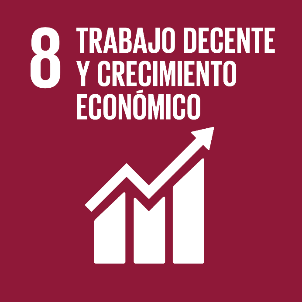 8 TRABAJO DECENTE
Y CRECIMIENTO
ECONÓMICO